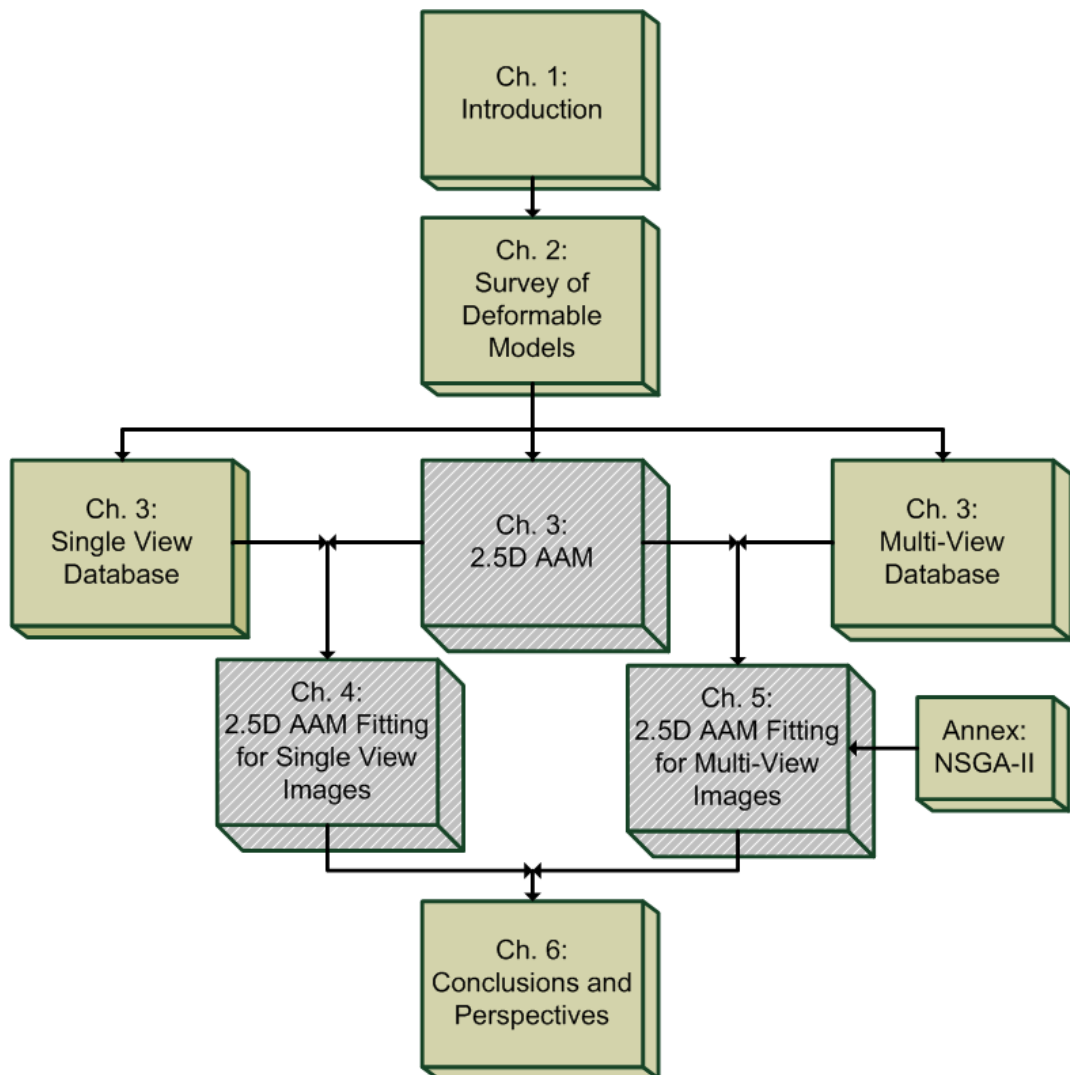 Ch. 1:
Introduction
Ch. 2:
Survey of
Deformable
Models
Ch. 3:
Single View
Database
Ch. 3:
2.5D AAM
Ch. 3:
Multi-View
Database
Ch. 4:
2.5D AAM Fitting
for Single View
Images
Ch. 5:
2.5D AAM Fitting
for Multi-View
Images
Annex:
NSGA-II
Ch. 6:
Conclusions and
Perspectives